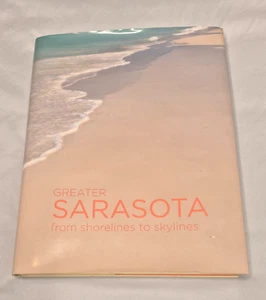 GREATER
SARASOTA
from shorelines to skylines